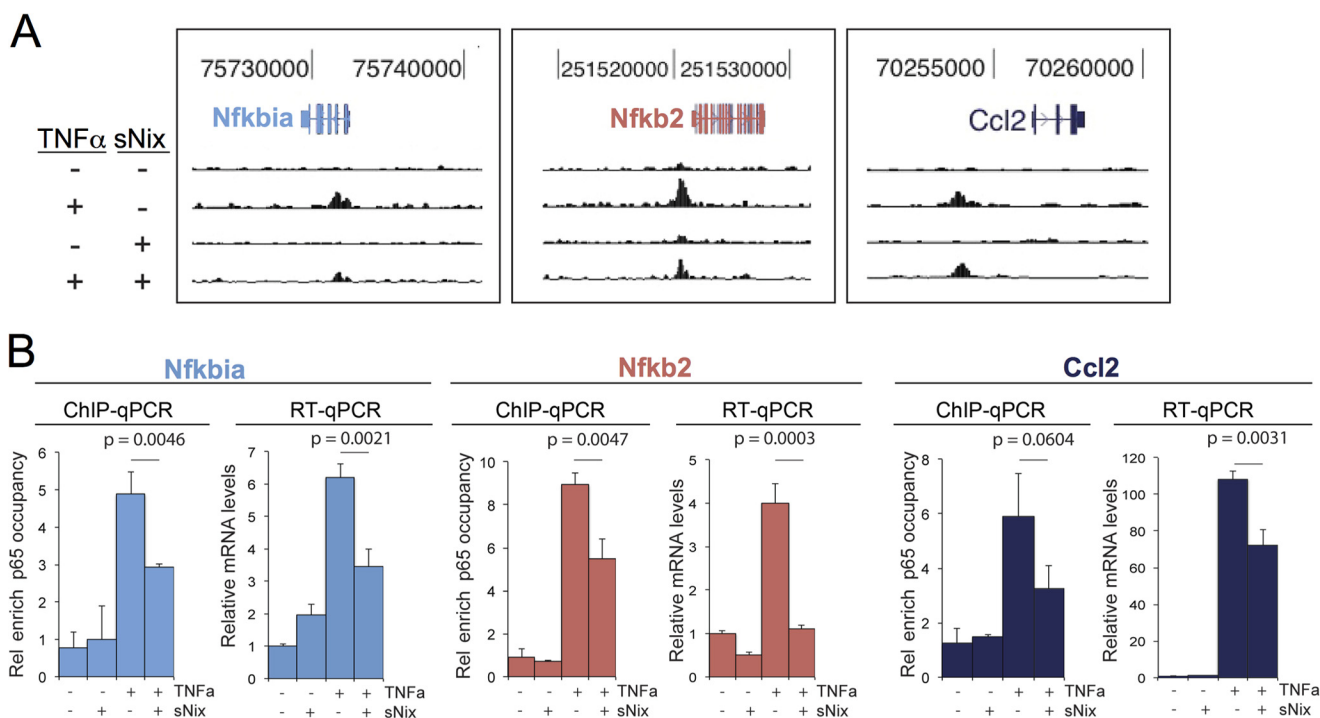 A
75730000 75740000
251520000 251530000
70255000 70260000
Nfkbia
Nfkb2
Ccl2
TNFα sNix
- -
+ -
- +
+ +
B
Nfkbia
Nfkb2
Ccl2
ChIP-qPCR
RT-qPCR
ChIP-qPCR
RT-qPCR
ChIP-qPCR
RT-qPCR
p = 0.0046
p = 0.0021
p = 0.0047
p = 0.0003
p = 0.0604
p = 0.0031
Rel enrich p65 occupancy
6
5
4
3
2
1
0
- - + +
- + - +
Relative mRNA levels
7
6
5
4
3
2
1
0
- - + + TNFa
- + - + sNix
Rel enrich p65 occupancy
10
8
6
4
2
0
- - + +
- + - +
Relative mRNA levels
5
4
3
2
1
0
- - + + TNFa
- + - + sNix
Rel enrich p65 occupancy
8
6
4
2
0
- - + +
- + - +
Relative mRNA levels
120
100
80
60
40
20
0
- - + + TNFa
- + - + sNix